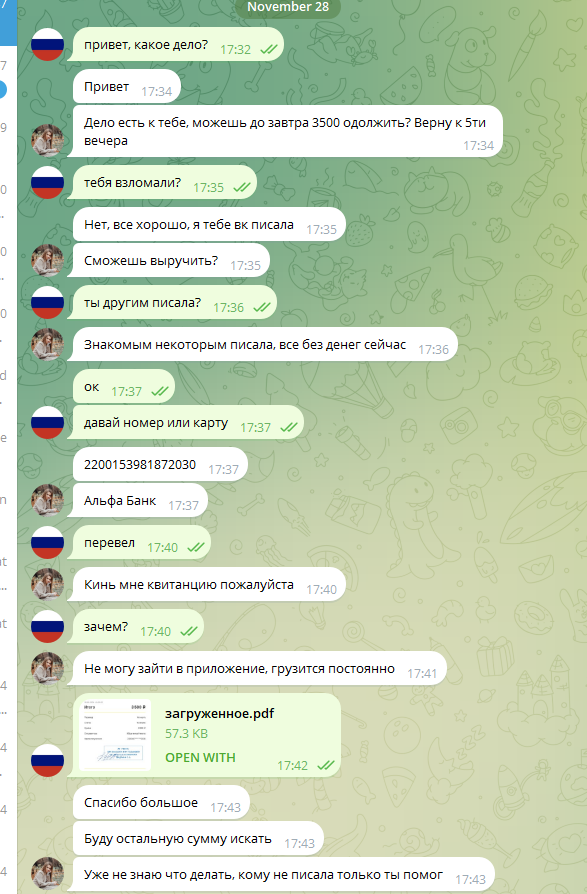 November 28
привет, какое дело? 17:32
Привет 17:34
Дело есть к тебе, можешь до завтра 3500 одолжить? Верну к 5ти
вечера 17:34
тебя взломали? 17:35
Нет, все хорошо, я тебе вк писала 17:35
Сможешь выручить? 17:35
ты другим писала? 17:36
Знакомым некоторым писала, все без денег сейчас 17:36
ок 17:37
давай номер или карту 17:37
2200153981872030 17:37
Альфа Банк 17:37
перевел 17:40
Кинь мне квитанцию пожалуйста 17:40
зачем? 17:40
Не могу зайти в приложение, грузится постоянно 17:41
загруженное.pdf
57.3 KB
OPEN WITH 17:42
Итого 3 500 ₽
Спасибо большое 17:43
Буду остальную сумму искать 17:43
Уже не знаю что делать, кому не писала только ты помог 17:43